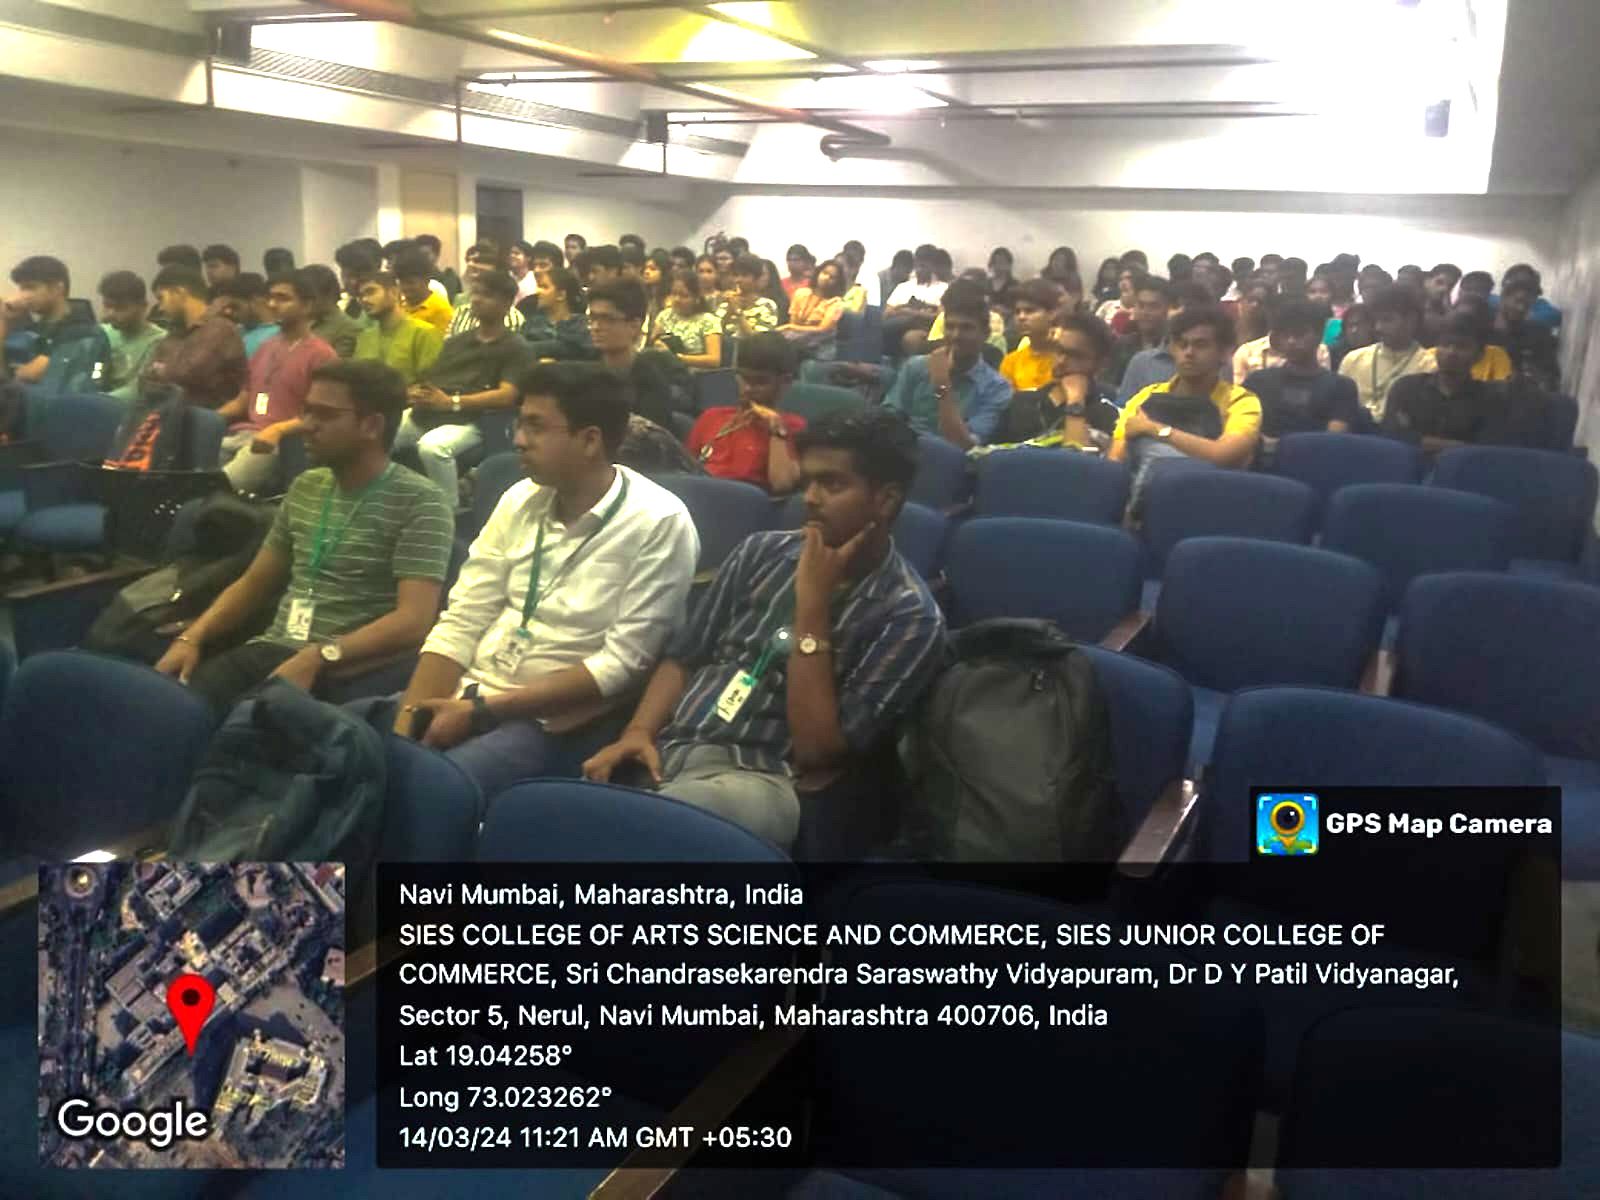 GPS Map Camera
Navi Mumbai, Maharashtra, India
SIES COLLEGE OF ARTS SCIENCE AND COMMERCE, SIES JUNIOR COLLEGE OF
COMMERCE, Sri Chandrasekarendra Saraswathy Vidyapuram, Dr D Y Patil Vidyanagar,
Sector 5, Nerul, Navi Mumbai, Maharashtra 400706, India
Lat 19.04258°
Long 73.023262°
14/03/24 11:21 AM GMT +05:30
Google